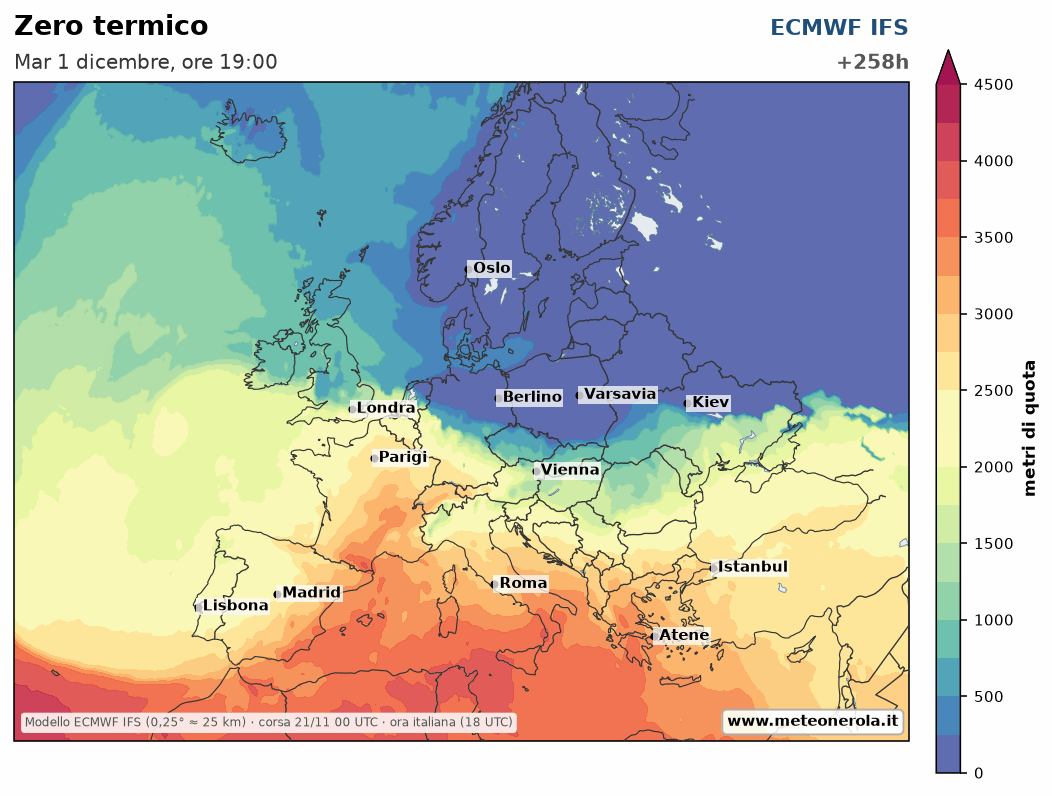 Zero termico
ECMWF IFS
Mar 1 dicembre, ore 19:00
+258h
4500
4000
3500
3000
2500
2000
1500
1000
500
0
metri di quota
Oslo
Berlino
Varsavia
Kiev
Londra
Parigi
Vienna
Istanbul
Roma
Madrid
Lisbona
Atene
Modello ECMWF IFS (0,25° ≈ 25 km) · corsa 21/11 00 UTC · ora italiana (18 UTC)
www.meteonerola.it